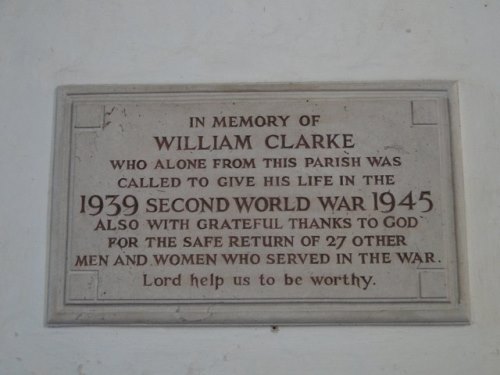 IN MEMORY OF
WILLIAM CLARKE
WHO ALONE FROM THIS PARISH WAS
CALLED TO GIVE HIS LIFE IN THE
1939 SECOND WORLD WAR 1945
ALSO WITH GRATEFUL THANKS TO GOD
FOR THE SAFE RETURN OF 27 OTHER
MEN AND WOMEN WHO SERVED IN THE WAR.
Lord help us to be worthy.